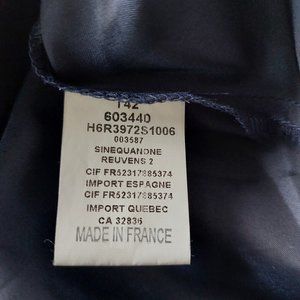 T42
603440
H6R3972S1006
003587
SINEQUANONE
REUVENS 2
CIF FR52317885374
IMPORT ESPAGNE
CIF FR52317885374
IMPORT QUEBEC
CA 32836
MADE IN FRANCE